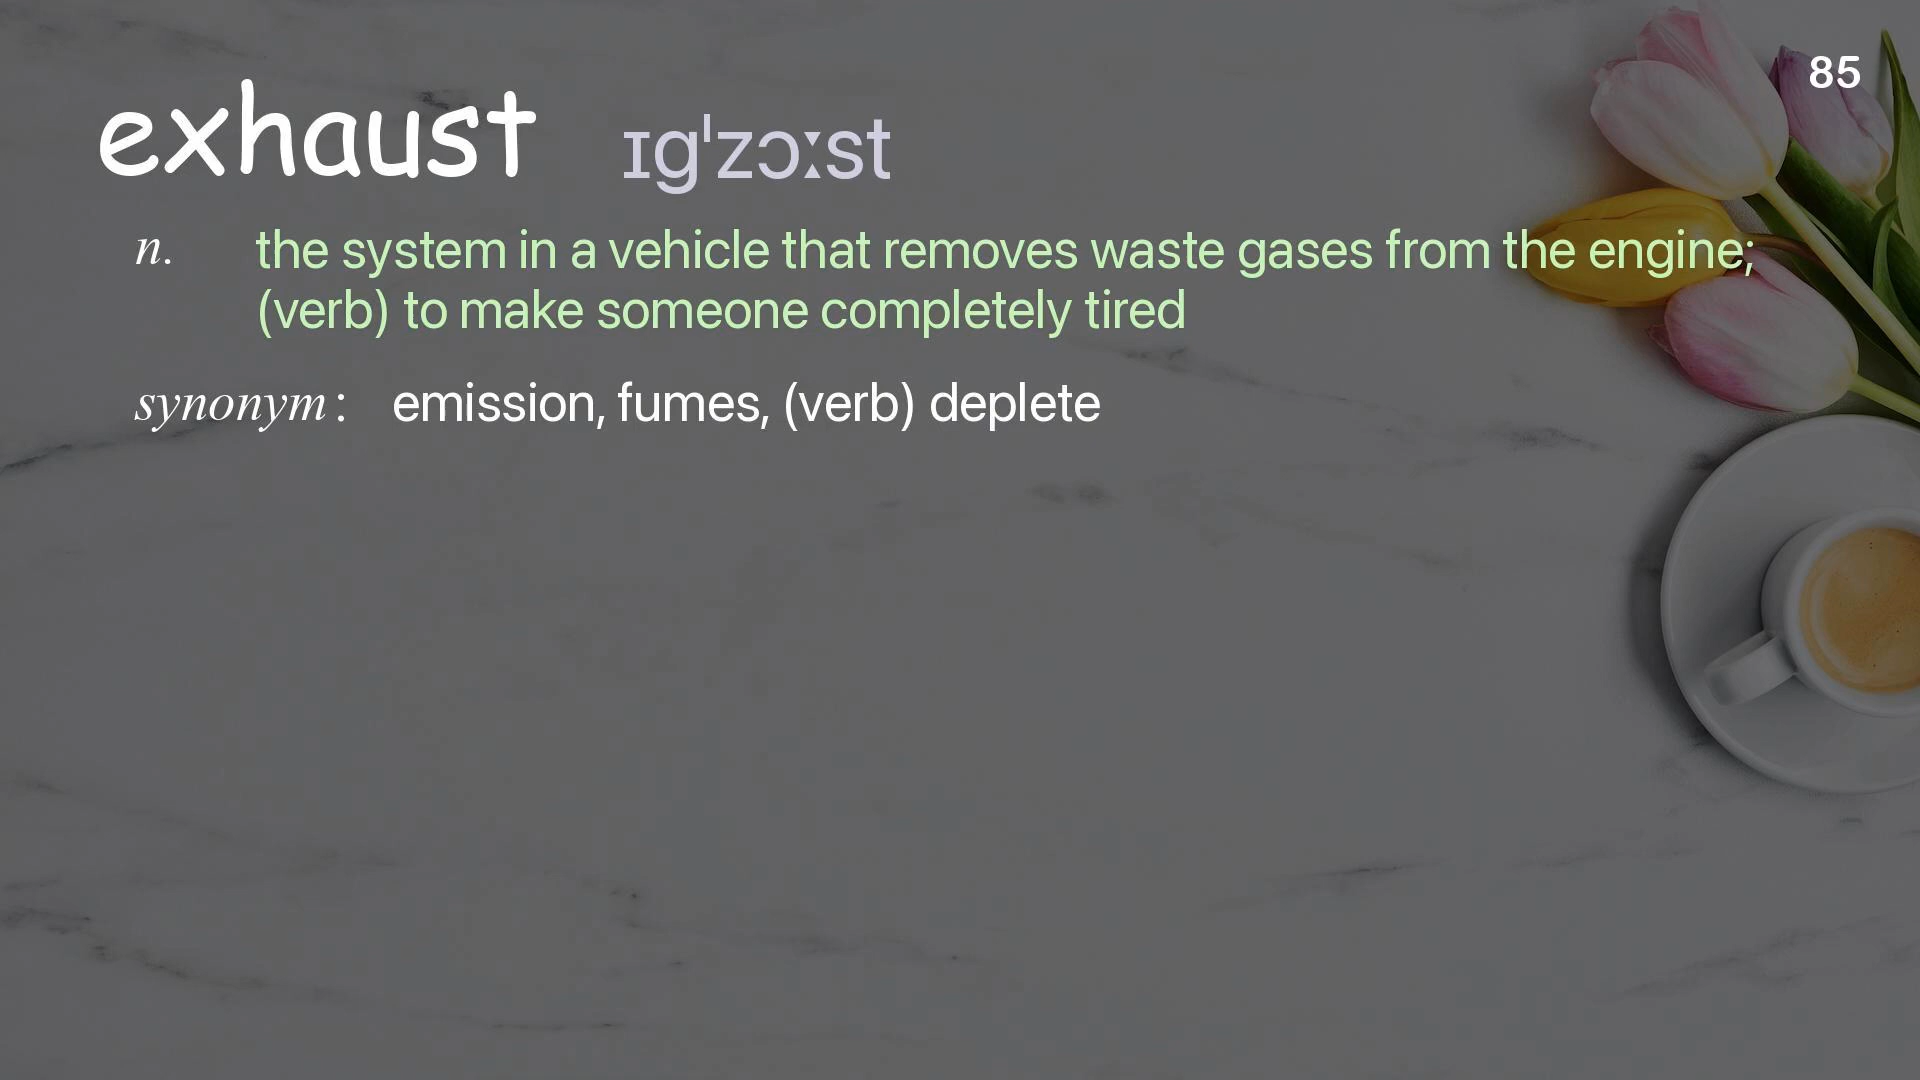 85
exhaust ɪɡˈzɔːst
n. the system in a vehicle that removes waste gases from the engine;
(verb) to make someone completely tired
synonym : emission, fumes, (verb) deplete